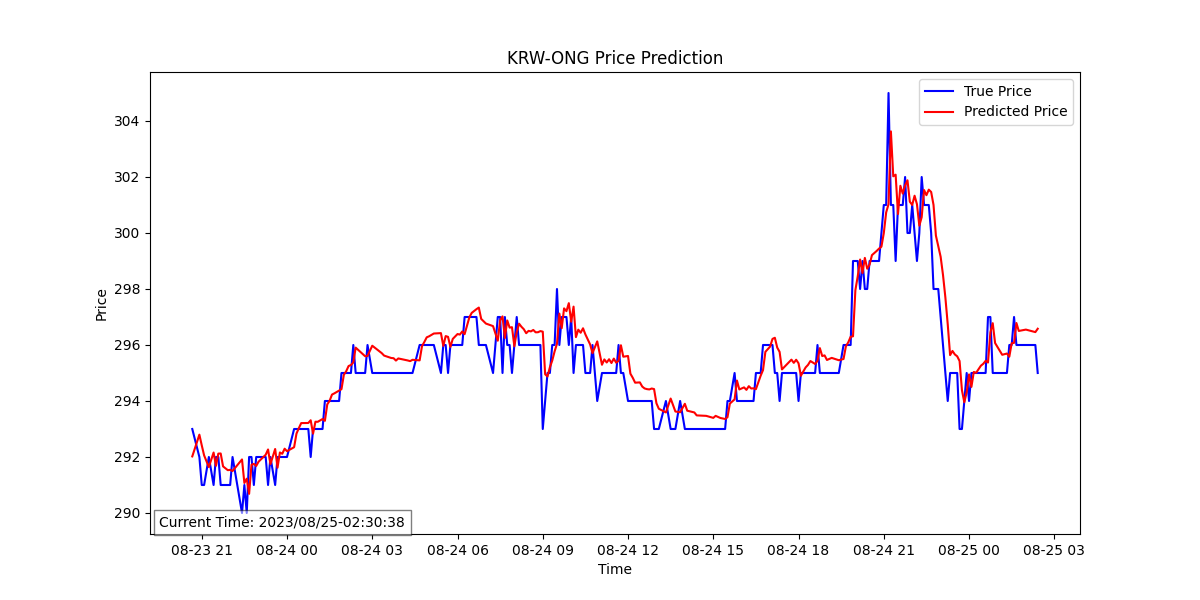 KRW-ONG Price Prediction
True Price
Predicted Price
Price
304
302
300
298
296
294
292
290
Current Time: 2023/08/25-02:30:38
08-23 21 08-24 00 08-24 03 08-24 06 08-24 09 08-24 12 08-24 15 08-24 18 08-24 21 08-25 00 08-25 03
Time